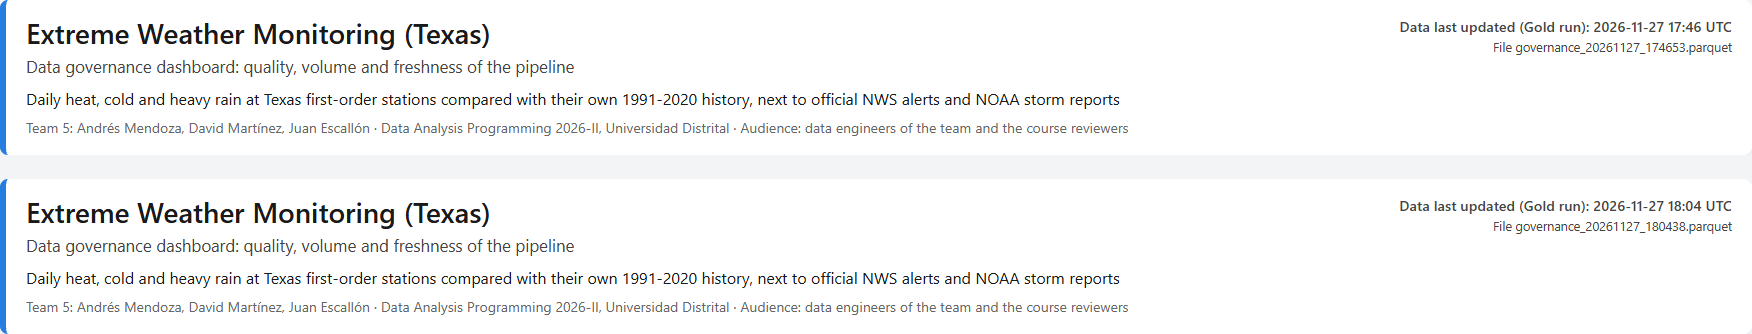 Extreme Weather Monitoring (Texas)
Data governance dashboard: quality, volume and freshness of the pipeline
Daily heat, cold and heavy rain at Texas first-order stations compared with their own 1991-2020 history, next to official NWS alerts and NOAA storm reports
Team 5: Andrés Mendoza, David Martínez, Juan Escallón · Data Analysis Programming 2026-II, Universidad Distrital · Audience: data engineers of the team and the course reviewers
Data last updated (Gold run): 2026-11-27 17:46 UTC
File governance_20261127_174653.parquet
Extreme Weather Monitoring (Texas)
Data governance dashboard: quality, volume and freshness of the pipeline
Daily heat, cold and heavy rain at Texas first-order stations compared with their own 1991-2020 history, next to official NWS alerts and NOAA storm reports
Team 5: Andrés Mendoza, David Martínez, Juan Escallón · Data Analysis Programming 2026-II, Universidad Distrital · Audience: data engineers of the team and the course reviewers
Data last updated (Gold run): 2026-11-27 18:04 UTC
File governance_20261127_180438.parquet